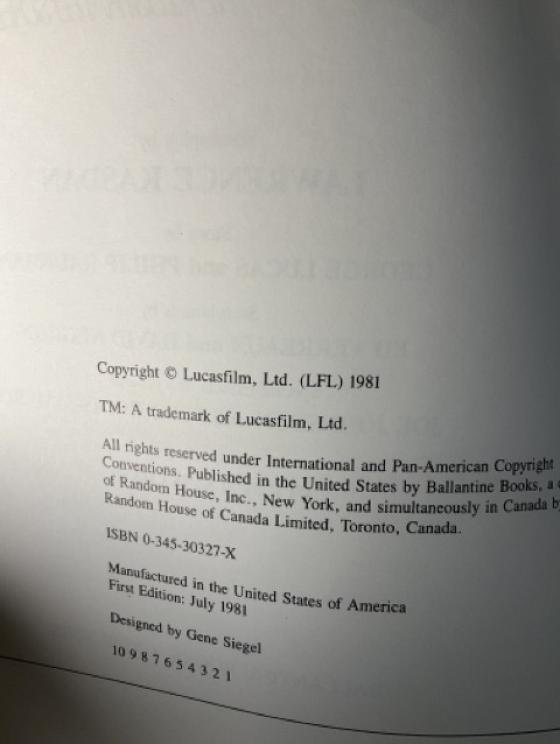 Copyright © Lucasfilm, Ltd. (LFL) 1981
TM: A trademark of Lucasfilm, Ltd.
All rights reserved under International and Pan-American Copyright
Conventions. Published in the United States by Ballantine Books, a
of Random House, Inc., New York, and simultaneously in Canada by
Random House of Canada Limited, Toronto, Canada.
ISBN 0-345-30327-X
Manufactured in the United States of America
First Edition: July 1981
Designed by Gene Siegel
10 9 8 7 6 5 4 3 2 1